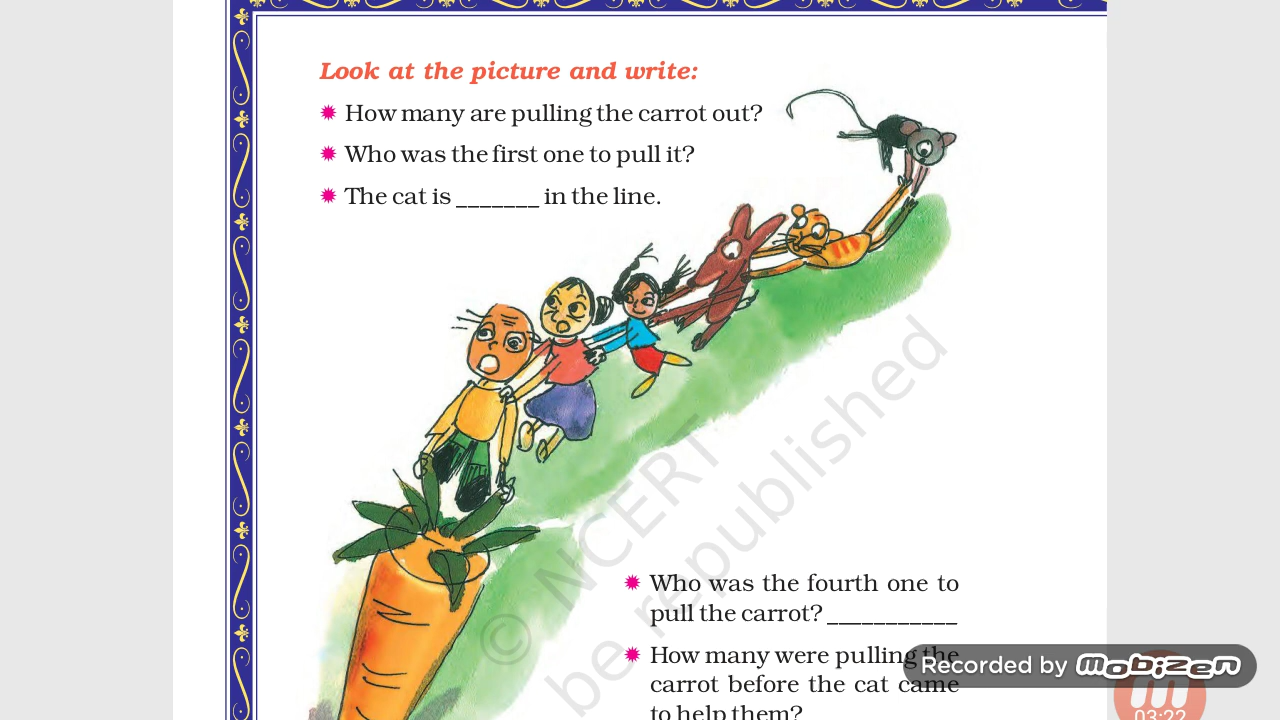 Look at the picture and write:
How many are pulling the carrot out?
Who was the first one to pull it?
The cat is _______ in the line.
© NCERT
be republished
Who was the fourth one to
pull the carrot? ___________
How many were pulling the
carrot before the cat came
to help them?
Recorded by mobizen
03:22